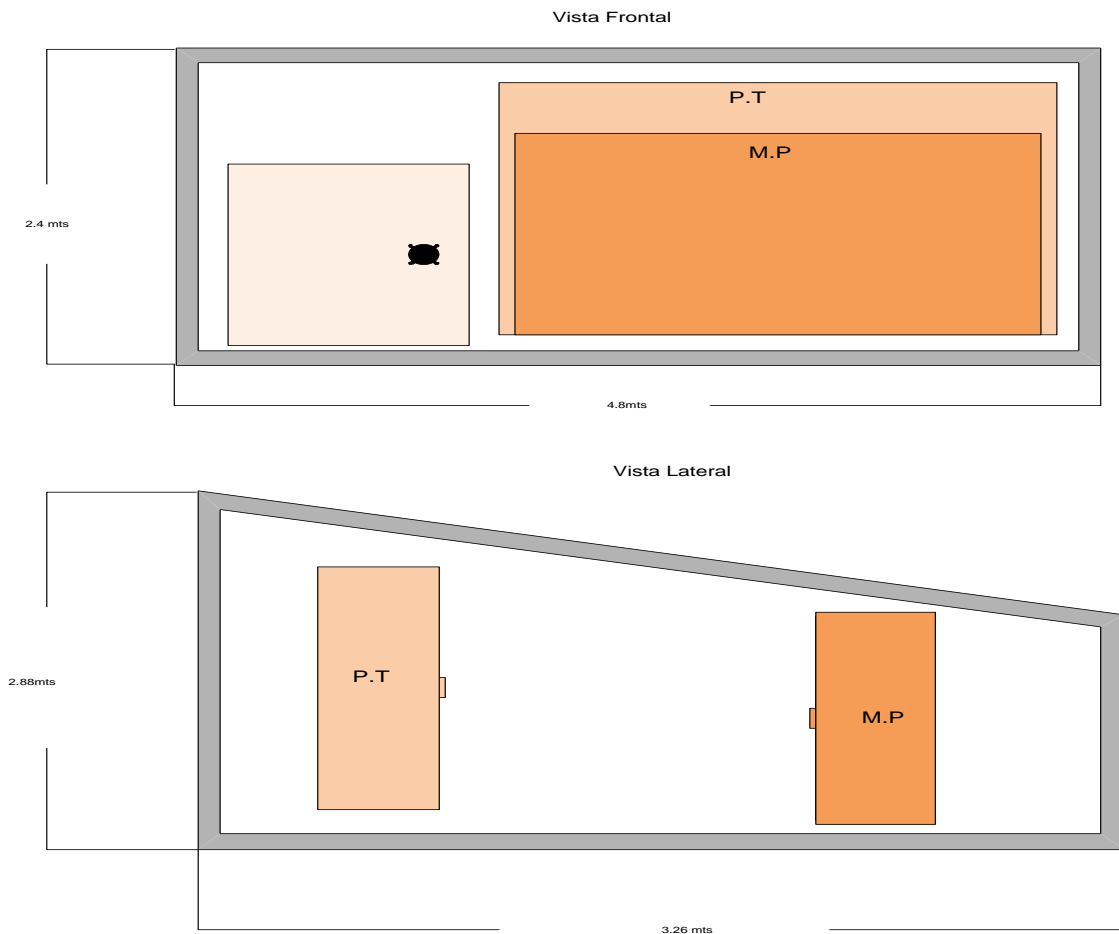 Vista Frontal
P.T
M.P
2.4 mts
4.8mts
Vista Lateral
P.T
2.88mts
M.P
3.26 mts